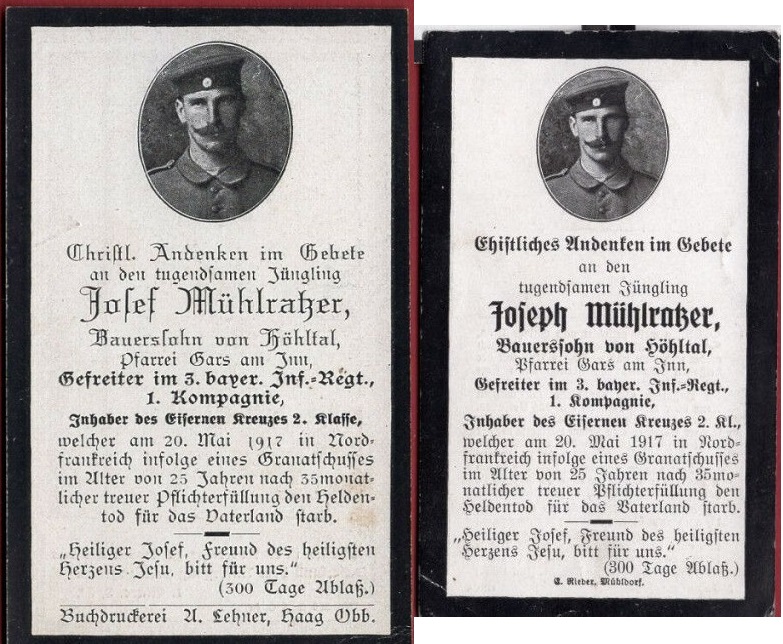 Christl. Andenken im Gebete
an den tugendsamen Jüngling
Josef Mühlratzer,
Bauerssohn von Höhltal,
Pfarrei Gars am Inn,
Gefreiter im 3. bayer. Inf.-Regt.,
1. Kompagnie,
Inhaber des Eisernen Kreuzes 2. Klasse,
welcher am 20. Mai 1917 in Nord-
frankreich infolge eines Granatschusses
im Alter von 25 Jahren nach 35monat-
licher treuer Pflichterfüllung den Helden-
tod für das Vaterland starb.
„Heiliger Josef, Freund des heiligsten
Herzens Jesu, bitt für uns.“
(300 Tage Ablaß.)
Buchdruckerei A. Lehner, Haag Obb.
Chistliches Andenken im Gebete
an den
tugendsamen Jüngling
Joseph Mühlratzer,
Bauerssohn von Höhltal,
Pfarrei Gars am Inn,
Gefreiter im 3. bayer. Inf.-Regt.,
1. Kompagnie,
Inhaber des Eisernen Kreuzes 2. Kl.,
welcher am 20. Mai 1917 in Nord-
frankreich infolge eines Granatschusses
im Alter von 25 Jahren nach 35mo-
natlicher treuer Pflichterfüllung den
Heldentod für das Vaterland starb.
„Heiliger Josef, Freund des heiligsten
Herzens Jesu, bitt für uns.“
(300 Tage Ablaß.)
E. Rieder, Mühldorf.